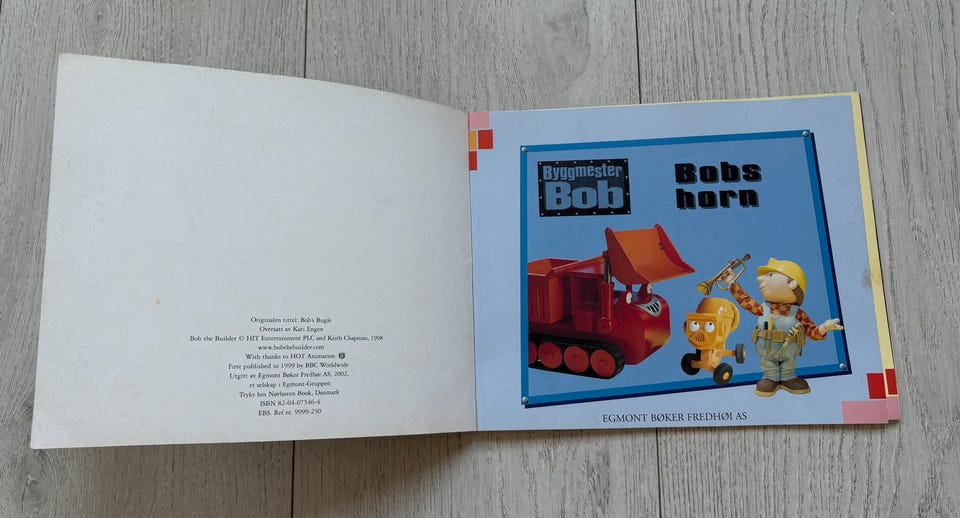 Originalen tittel: Bob's Bugle
Oversatt av Kari Engen
Bob the Builder © HIT Entertainment PLC and Keith Chapman, 1998
www.bobthebuilder.com
With thanks to HOT Animation
First published in 1999 by BBC Worldwide
Utgitt av Egmont Bøker Fredhøi AS, 2002,
et selskap i Egmont-Gruppen
Trykt hos Nørhaven Book, Danmark
ISBN 82-04-07546-4
EBS. Ref.nr. 9999-230
Byggmester
Bob
Bobs
horn
EGMONT BØKER FREDHØI AS